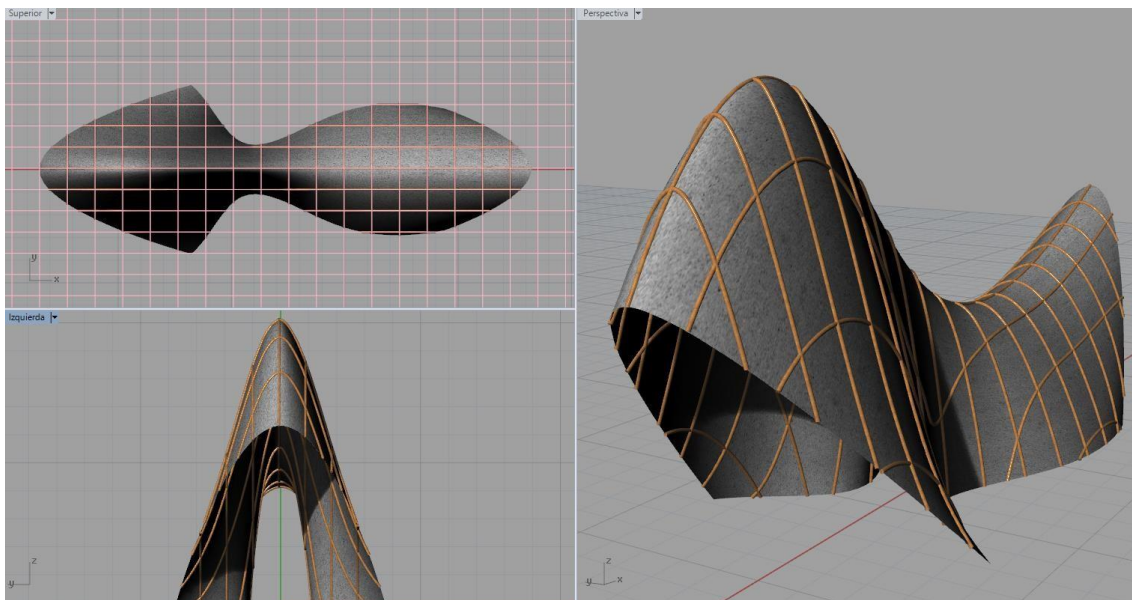 Superior
Perspectiva
y
x
Izquierda
z
y
z
y
x